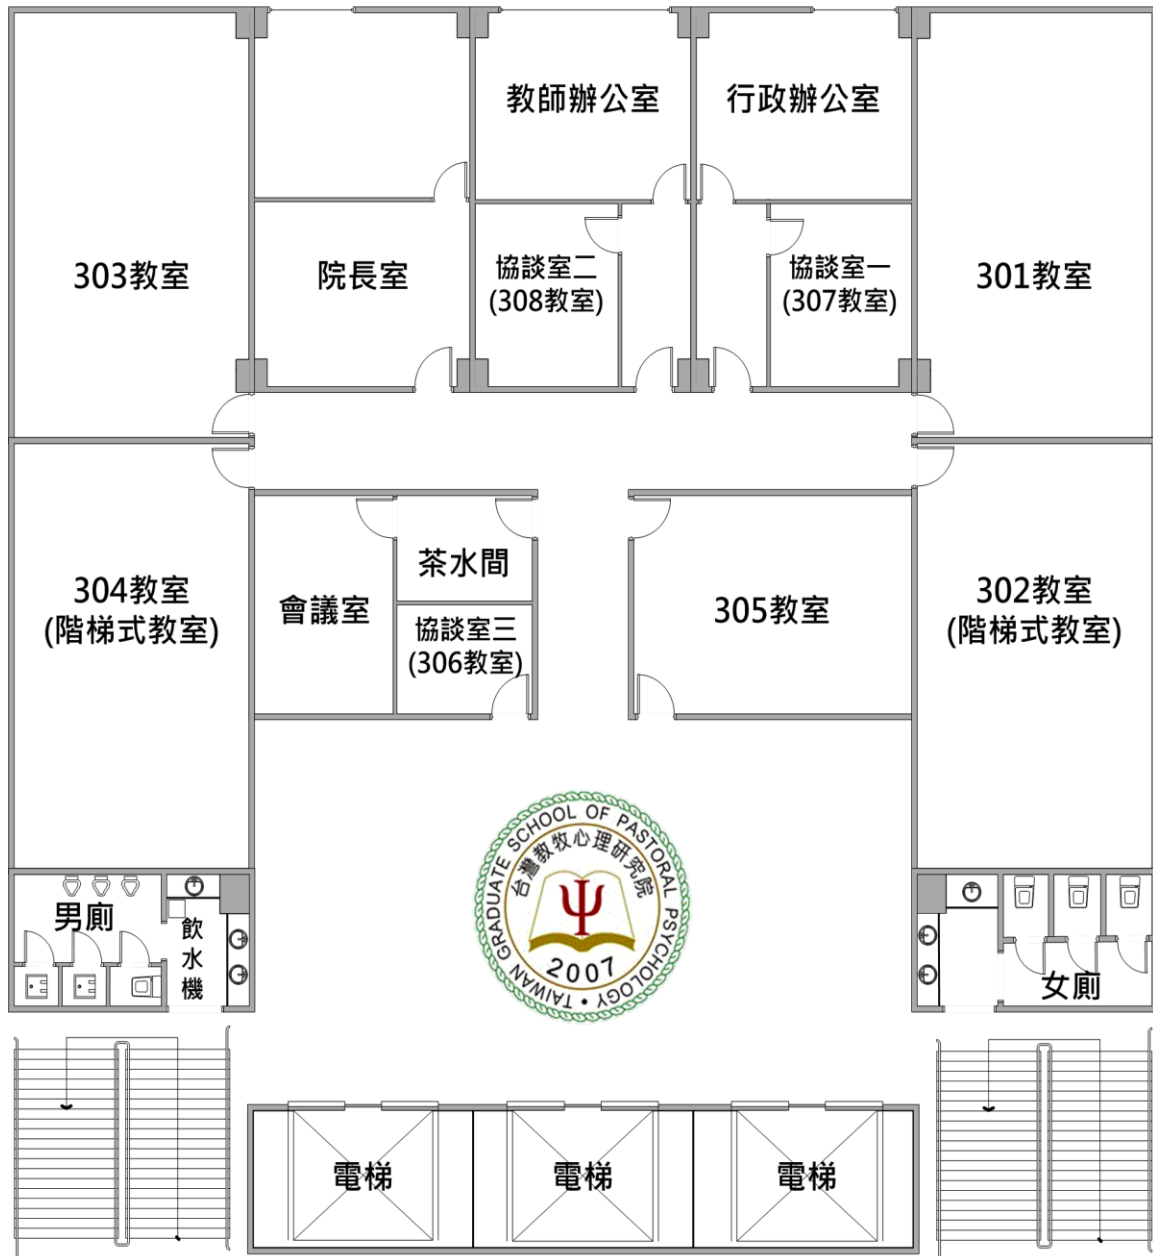 教師辦公室
行政辦公室
303教室
院長室
協談室二
(308教室)
協談室一
(307教室)
301教室
304教室
(階梯式教室)
會議室
茶水間
協談室三
(306教室)
305教室
302教室
(階梯式教室)
TAIWAN GRADUATE SCHOOL OF PASTORAL PSYCHOLOGY •
台灣教牧心理研究院
Ψ
2007
男廁
飲水機
女廁
電梯
電梯
電梯